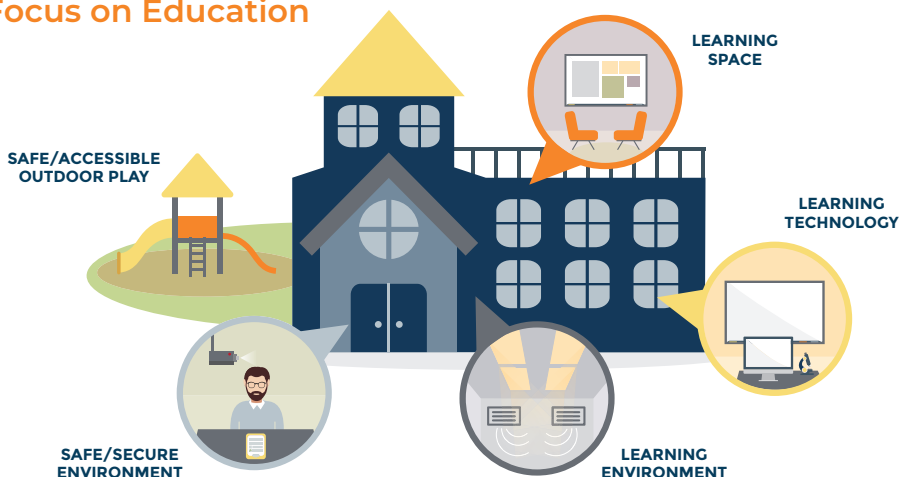 Focus on Education
LEARNING
SPACE
SAFE/ACCESSIBLE
OUTDOOR PLAY
LEARNING
TECHNOLOGY
SAFE/SECURE
ENVIRONMENT
LEARNING
ENVIRONMENT